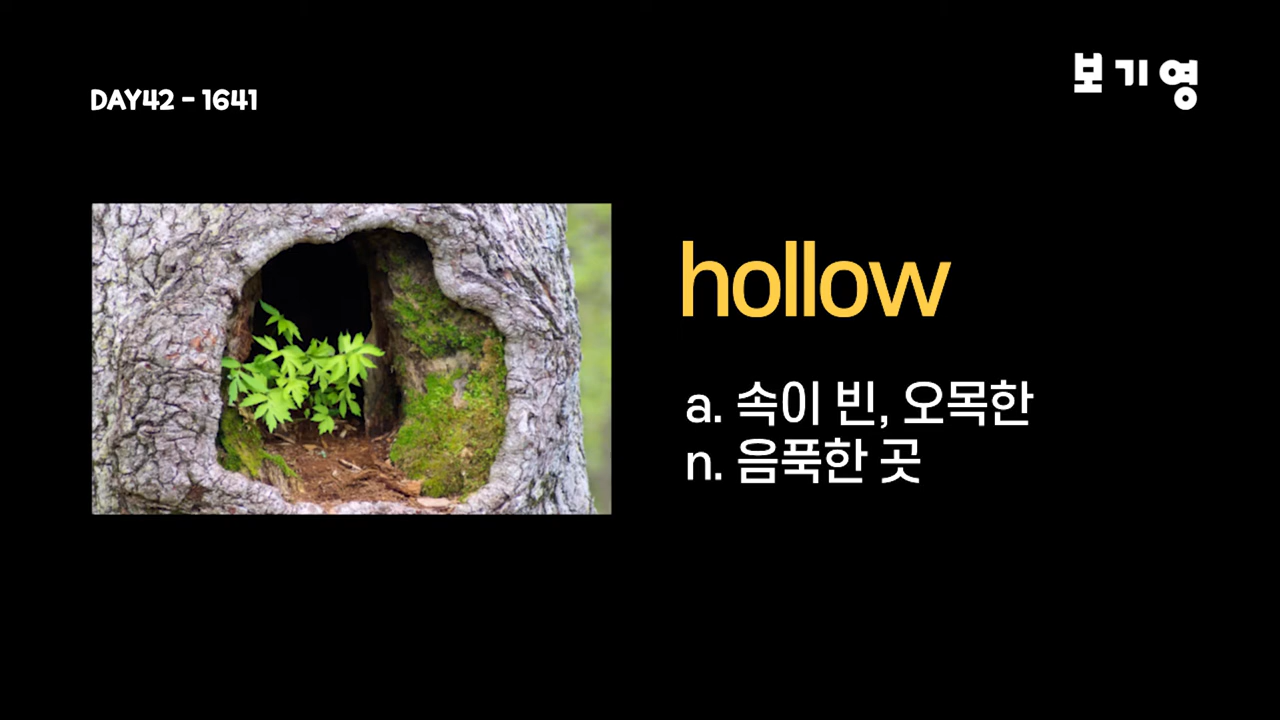 DAY42 - 1641
보기영
hollow
a. 속이 빈, 오목한
n. 음푹한 곳